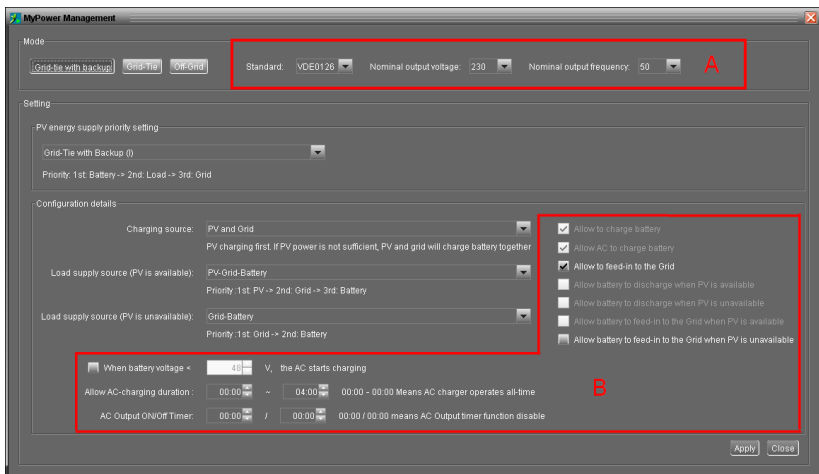 MyPower Management
Mode
Grid-tie with backup Grid-Tie Off-Grid Standard: VDE0126 Nominal output voltage: 230 Nominal output frequency: 50 A
Setting
PV energy supply priority setting
Grid-Tie with Backup (I)
Priority: 1st: Battery -> 2nd: Load -> 3rd: Grid
Configuration details
Charging source: PV and Grid
PV charging first. If PV power is not sufficient, PV and grid will charge battery together
Load supply source (PV is available): PV-Grid-Battery
Priority :1st: PV -> 2nd: Grid -> 3rd: Battery
Load supply source (PV is unavailable): Grid-Battery
Priority :1st: Grid -> 2nd: Battery
Allow to charge battery
Allow AC to charge battery
Allow to feed-in to the Grid
Allow battery to discharge when PV is available
Allow battery to discharge when PV is unavailable
Allow battery to feed-in to the Grid when PV is available
Allow battery to feed-in to the Grid when PV is unavailable
When battery voltage < 48 V, the AC starts charging
Allow AC-charging duration : 00:00 ~ 04:00 00:00 - 00:00 Means AC charger operates all-time
AC Output ON/Off Timer: 00:00 / 00:00 00:00 / 00:00 means AC Output timer function disable
B
Apply Close